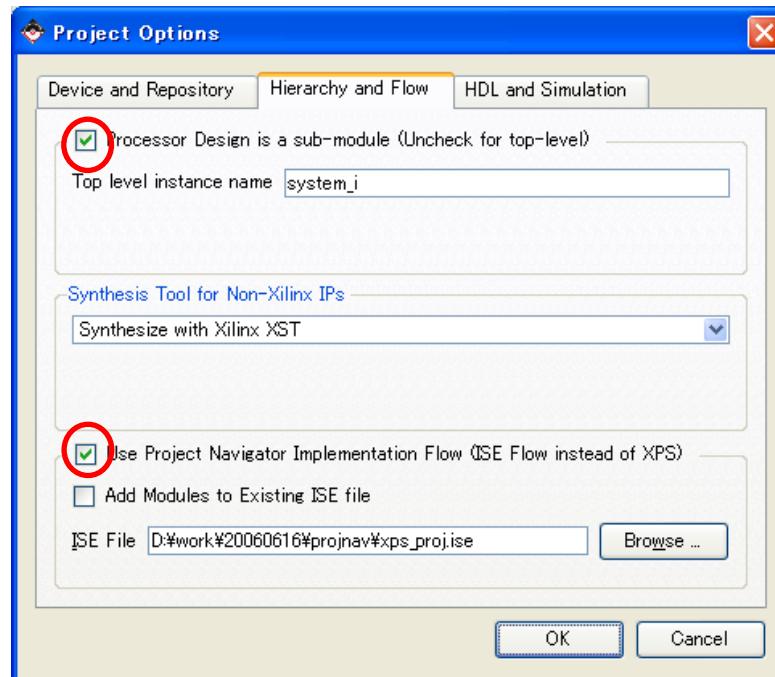 Project Options
Device and Repository Hierarchy and Flow HDL and Simulation
Processor Design is a sub-module (Uncheck for top-level)
Top level instance name system_i
Synthesis Tool for Non-Xilinx IPs
Synthesize with Xilinx XST
Use Project Navigator Implementation Flow (ISE Flow instead of XPS)
Add Modules to Existing ISE file
ISE File D:¥work¥20060616¥projnav¥xps_proj.ise Browse ...
OK Cancel